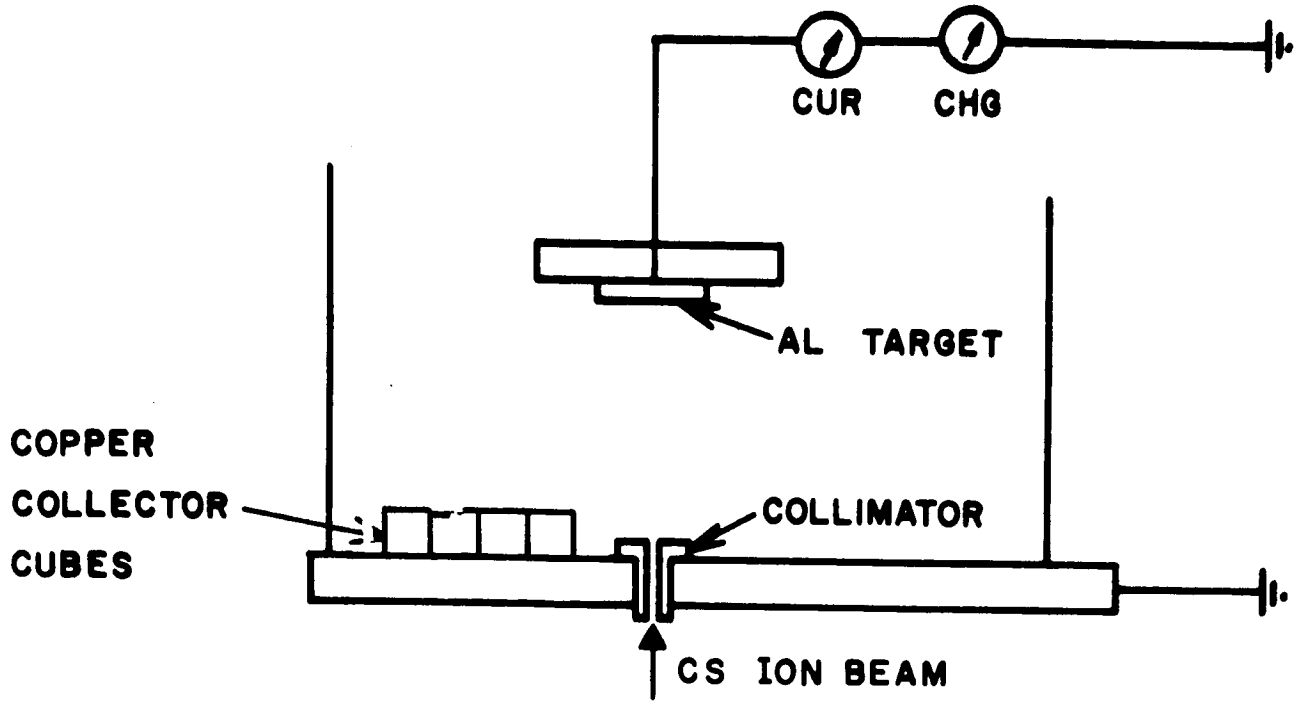 CUR CHG
AL TARGET
COPPER
COLLECTOR
CUBES
COLLIMATOR
CS ION BEAM